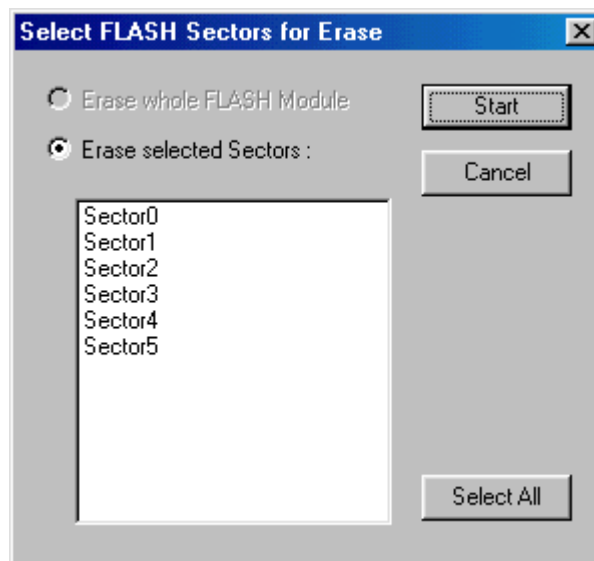 Select FLASH Sectors for Erase
Erase whole FLASH Module
Start
Erase selected Sectors :
Cancel
Sector0
Sector1
Sector2
Sector3
Sector4
Sector5
Select All